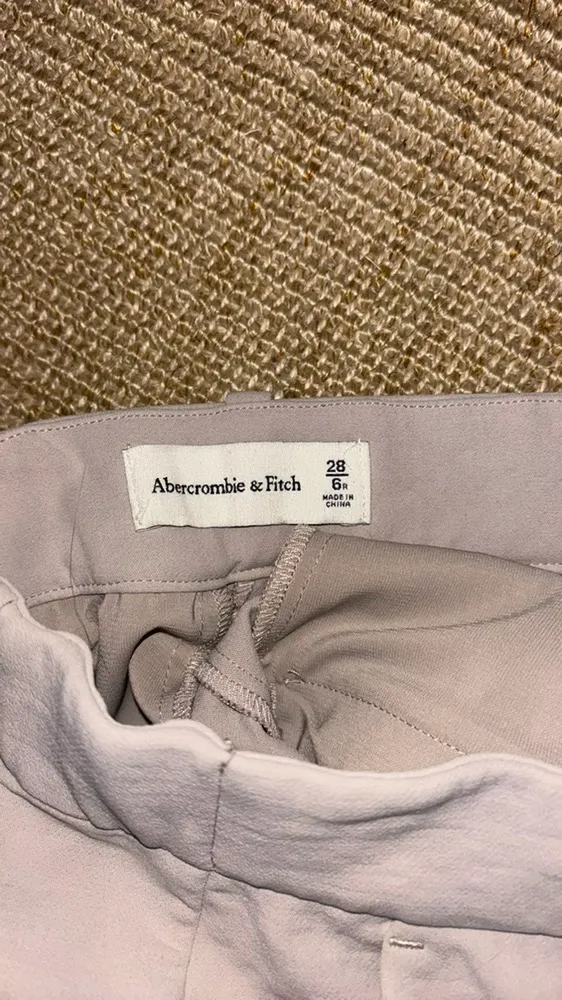 Abercrombie & Fitch
28
6R
MADE IN
CHINA